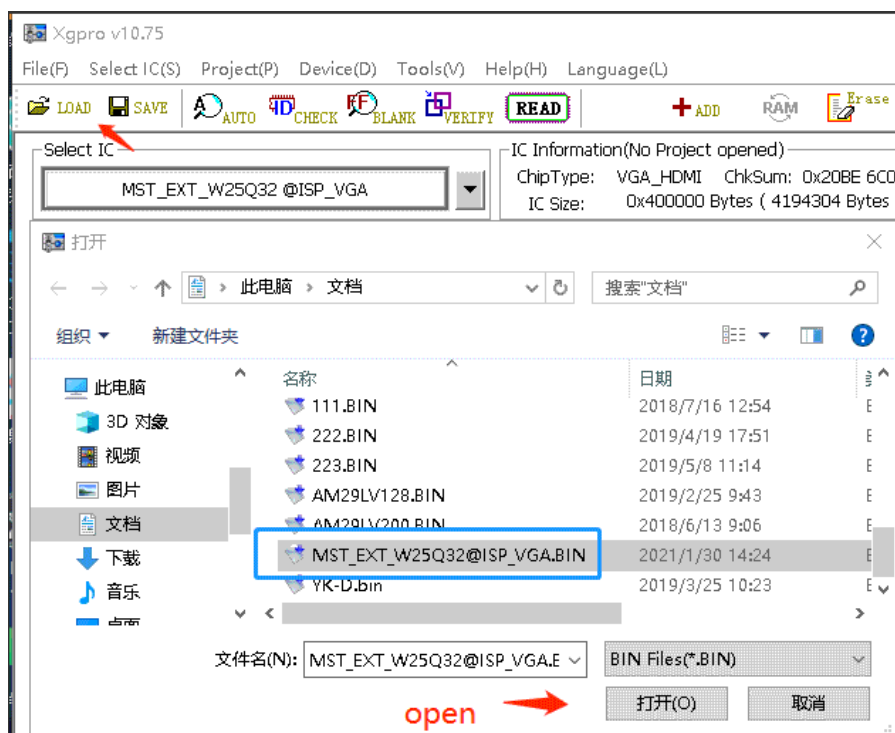 Xgpro v10.75
File(F) Select IC(S) Project(P) Device(D) Tools(V) Help(H) Language(L)
LOAD SAVE AUTO CHECK BLANK VERIFY READ ADD RAM Erase
Select IC
MST_EXT_W25Q32 @ISP_VGA
IC Information(No Project opened)
ChipType: VGA_HDMI ChkSum: 0x20BE 6C0
IC Size: 0x400000 Bytes ( 4194304 Bytes
打开
此电脑 › 文档
搜索"文档"
组织 新建文件夹
名称 日期
此电脑
3D 对象
视频
图片
文档
下载
音乐
桌面
111.BIN 2018/7/16 12:54
222.BIN 2019/4/19 17:51
223.BIN 2019/5/8 11:14
AM29LV128.BIN 2019/2/25 9:43
AM29LV200.BIN 2018/6/13 9:06
MST_EXT_W25Q32@ISP_VGA.BIN 2021/1/30 14:24
YK-D.bin 2019/3/25 10:23
文件名(N): MST_EXT_W25Q32@ISP_VGA.E BIN Files(*.BIN)
打开(O) 取消
open